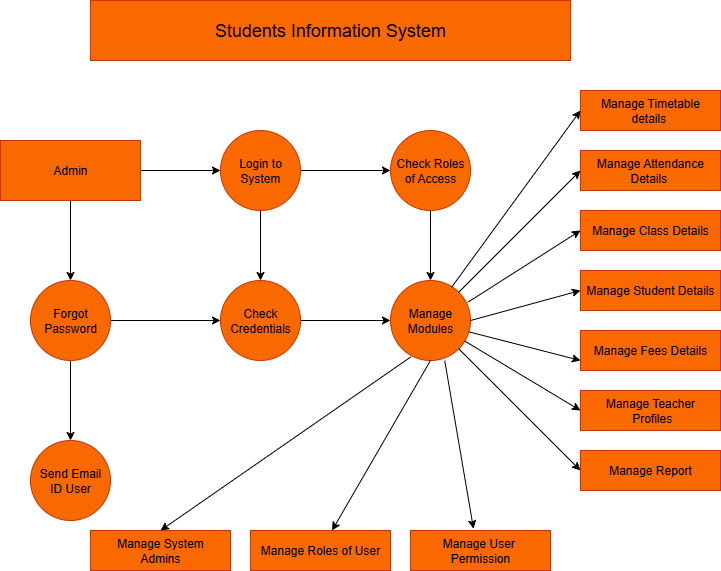 Students Information System
Manage Timetable
details
Admin
Login to
System
Check Roles
of Access
Manage Attendance
Details
Manage Class Details
Manage Student Details
Forgot
Password
Check
Credentials
Manage
Modules
Manage Fees Details
Manage Teacher
Profiles
Manage Report
Send Email
ID User
Manage System
Admins
Manage Roles of User
Manage User
Permission